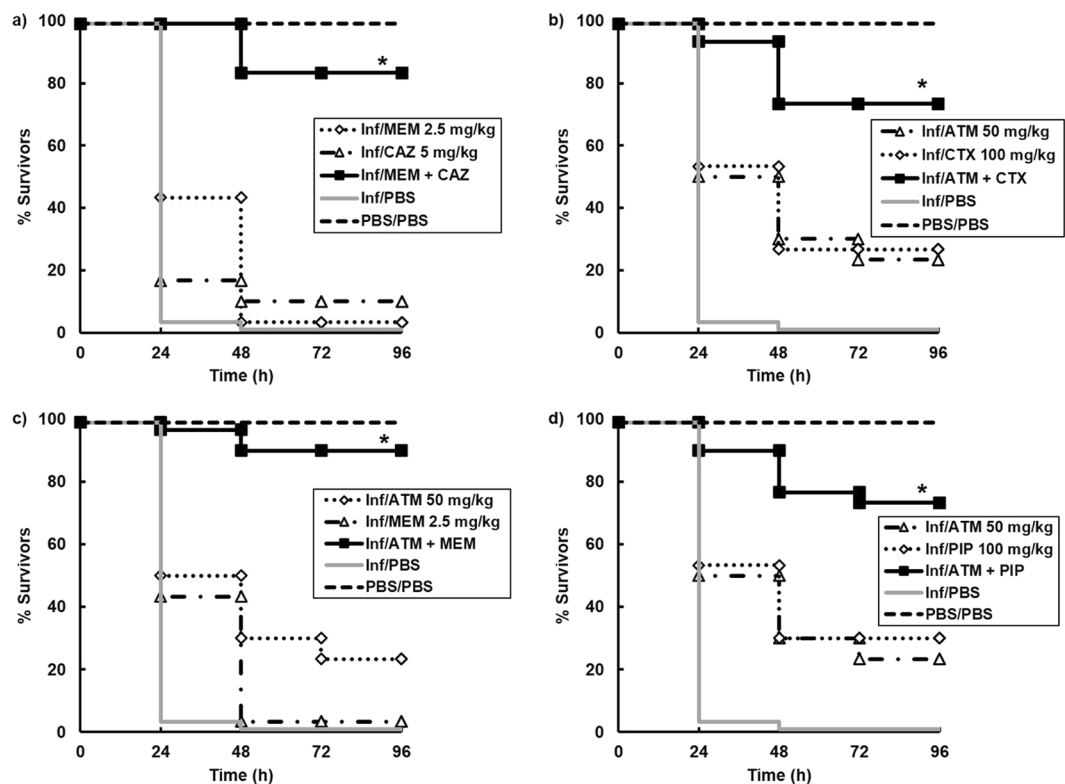 a)
100
80
60
40
20
0
% Survivors
0 24 48 72 96
Time (h)
*
Inf/MEM 2.5 mg/kg
Inf/CAZ 5 mg/kg
Inf/MEM + CAZ
Inf/PBS
PBS/PBS
b)
100
80
60
40
20
0
% Survivors
0 24 48 72 96
Time (h)
*
Inf/ATM 50 mg/kg
Inf/CTX 100 mg/kg
Inf/ATM + CTX
Inf/PBS
PBS/PBS
c)
100
80
60
40
20
0
% Survivors
0 24 48 72 96
Time (h)
*
Inf/ATM 50 mg/kg
Inf/MEM 2.5 mg/kg
Inf/ATM + MEM
Inf/PBS
PBS/PBS
d)
100
80
60
40
20
0
% Survivors
0 24 48 72 96
Time (h)
*
Inf/ATM 50 mg/kg
Inf/PIP 100 mg/kg
Inf/ATM + PIP
Inf/PBS
PBS/PBS